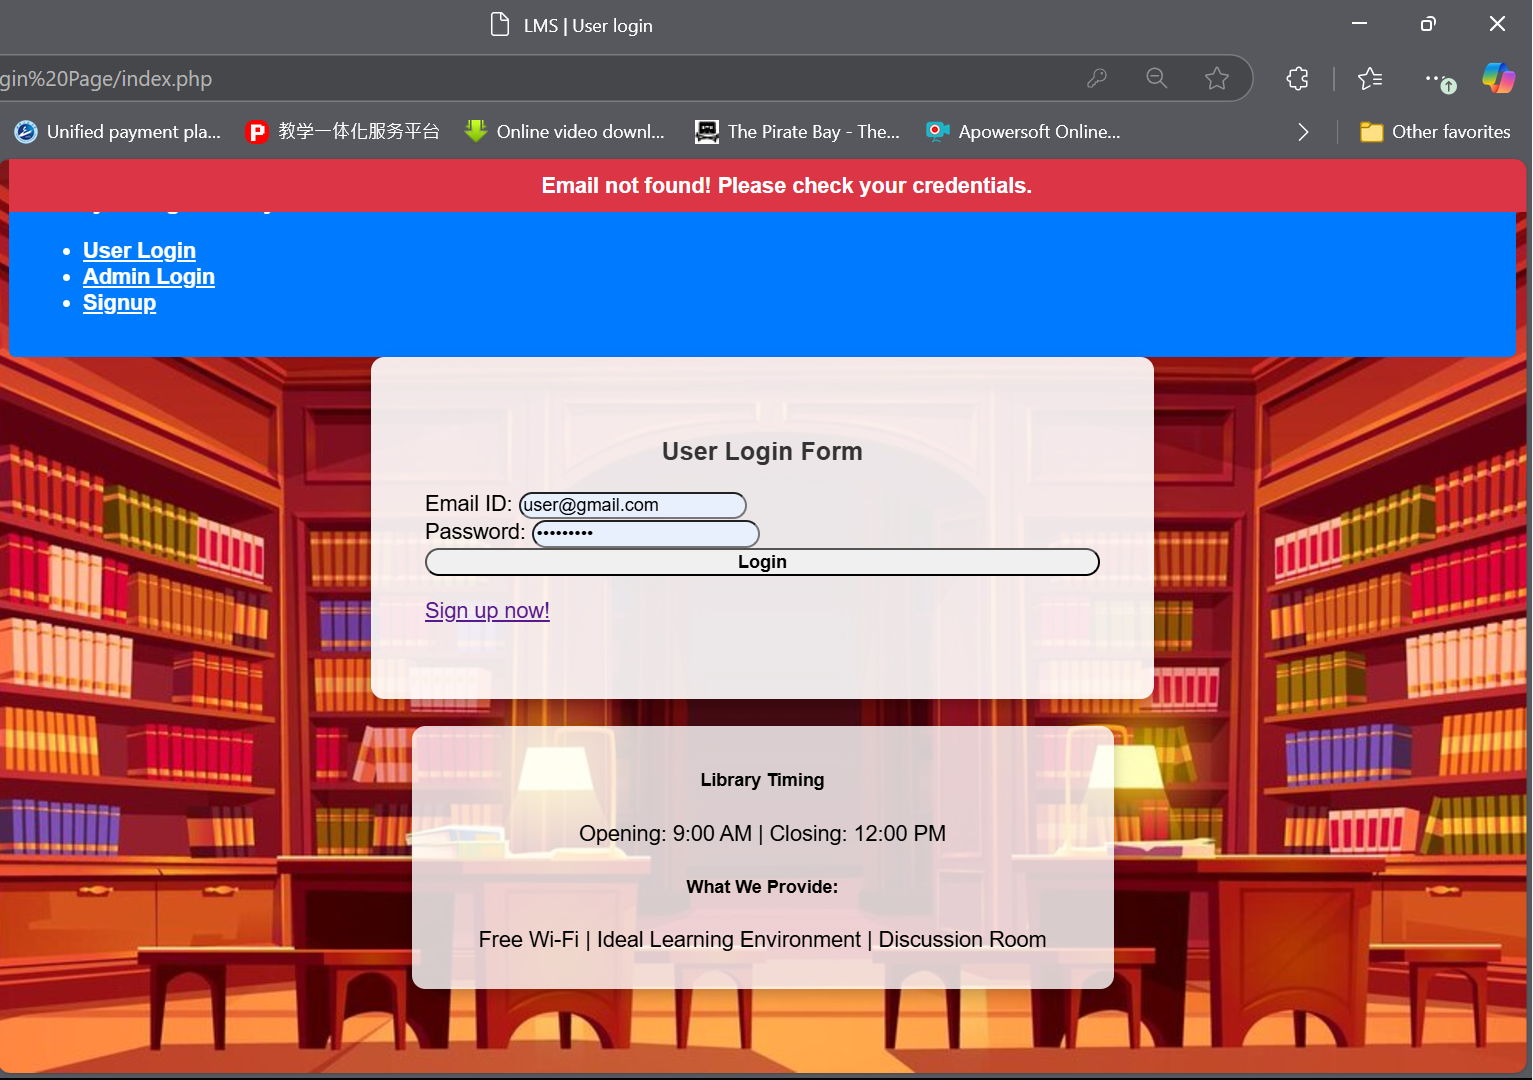 LMS | User login
gin%20Page/index.php
Unified payment pla... 教学一体化服务平台 Online video downl... The Pirate Bay - The... Apowersoft Online... Other favorites
Email not found! Please check your credentials.
User Login
Admin Login
Signup
User Login Form
Email ID: user@gmail.com
Password: •••••••••
Login
Sign up now!
Library Timing
Opening: 9:00 AM | Closing: 12:00 PM
What We Provide:
Free Wi-Fi | Ideal Learning Environment | Discussion Room